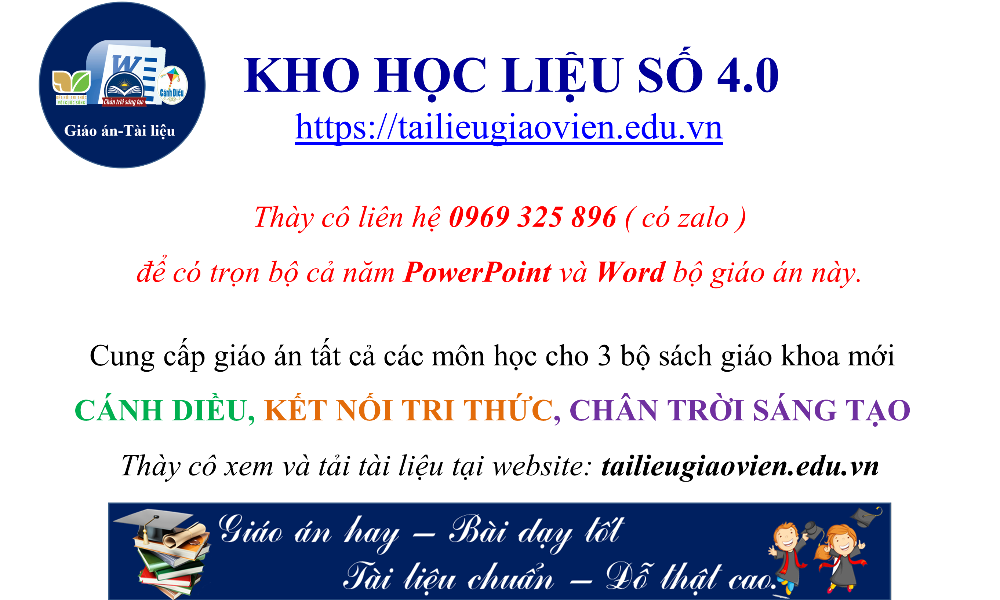 KHO HỌC LIỆU SỐ 4.0
https://tailieugiaovien.edu.vn
W
KẾT NỐI TRI THỨC
VỚI CUỘC SỐNG
Chân trời sáng tạo
Cánh Diều
Giáo án-Tài liệu
Thày cô liên hệ 0969 325 896 ( có zalo )
để có trọn bộ cả năm PowerPoint và Word bộ giáo án này.
Cung cấp giáo án tất cả các môn học cho 3 bộ sách giáo khoa mới
CÁNH DIỀU, KẾT NỐI TRI THỨC, CHÂN TRỜI SÁNG TẠO
Thày cô xem và tải tài liệu tại website: tailieugiaovien.edu.vn
Giáo án hay – Bài dạy tốt
Tài liệu chuẩn – Đỗ thật cao.